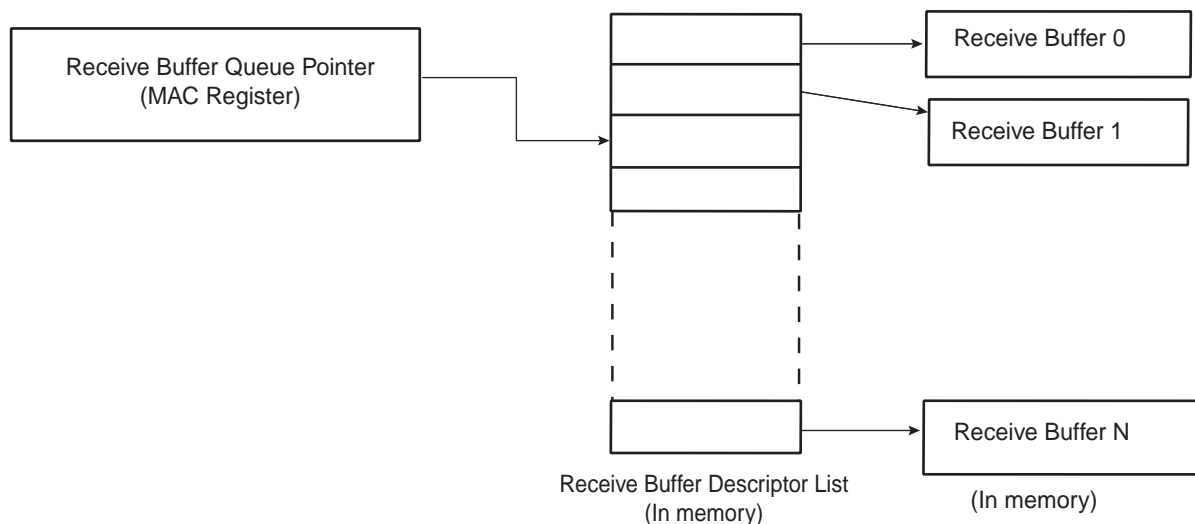 Receive Buffer Queue Pointer
(MAC Register)
Receive Buffer 0
Receive Buffer 1
Receive Buffer N
Receive Buffer Descriptor List
(In memory)
(In memory)